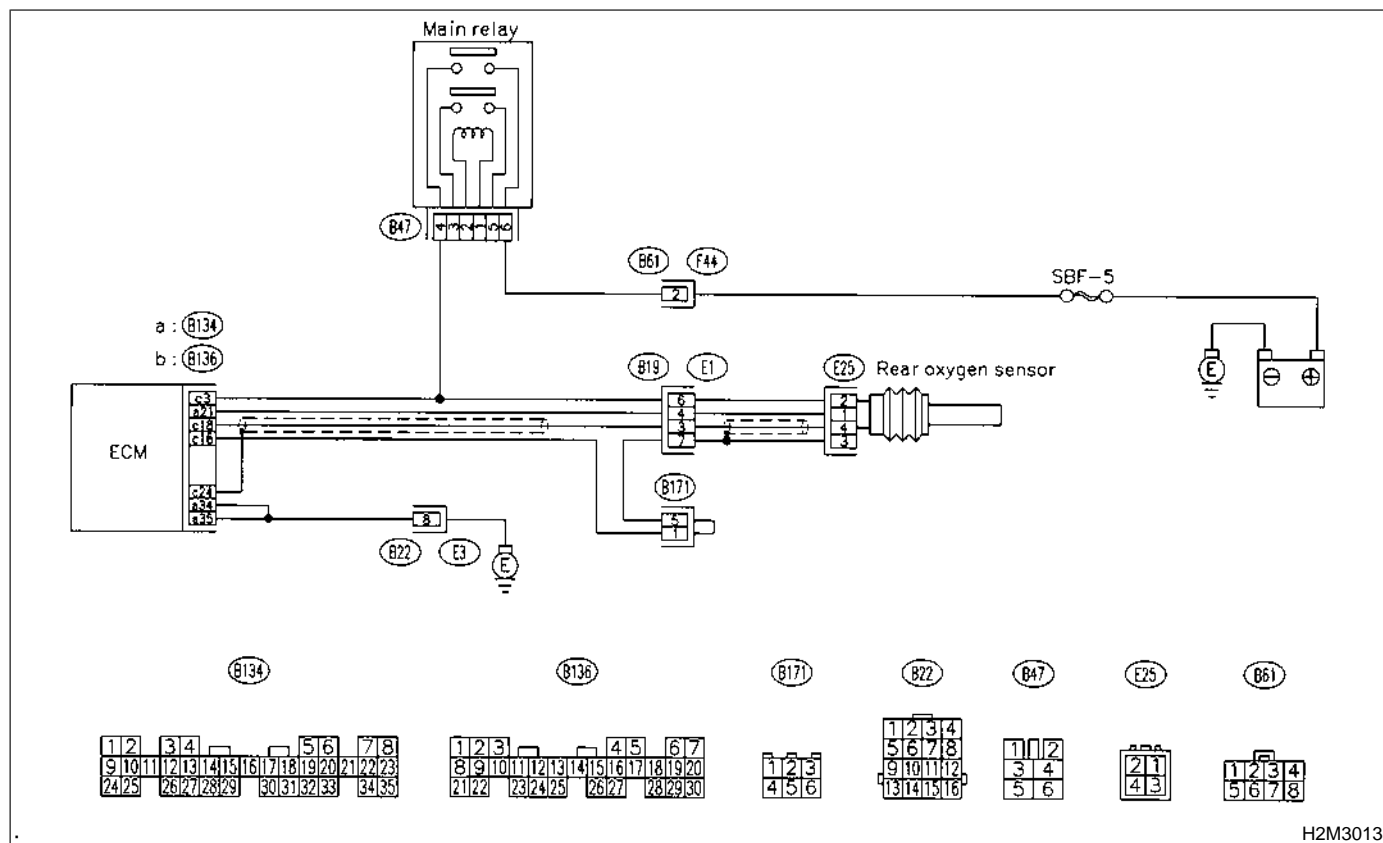 Main relay
B47
4 3 2 1 5 6
B61 F44
2
SBF-5
a : B134
b : B136
B19 E1
E25 Rear oxygen sensor
E
⊖ ⊕
ECM
c3
a21
c18
c16
c24
a34
a35
6
4
3
7
2
1
4
3
B171
5
1
8
B22 E3
E
B134 B136 B171 B22 B47 E25 B61
1 2 3 4 5 6 7 8
9 10 11 12 13 14 15 16 17 18 19 20 21 22 23
24 25 26 27 28 29 30 31 32 33 34 35
1 2 3 4 5 6 7
8 9 10 11 12 13 14 15 16 17 18 19 20
21 22 23 24 25 26 27 28 29 30
1 2 3
4 5 6
1 2 3 4
5 6 7 8
9 10 11 12
13 14 15 16
1 2
3 4
5 6
2 1
4 3
1 2 3 4
5 6 7 8
H2M3013